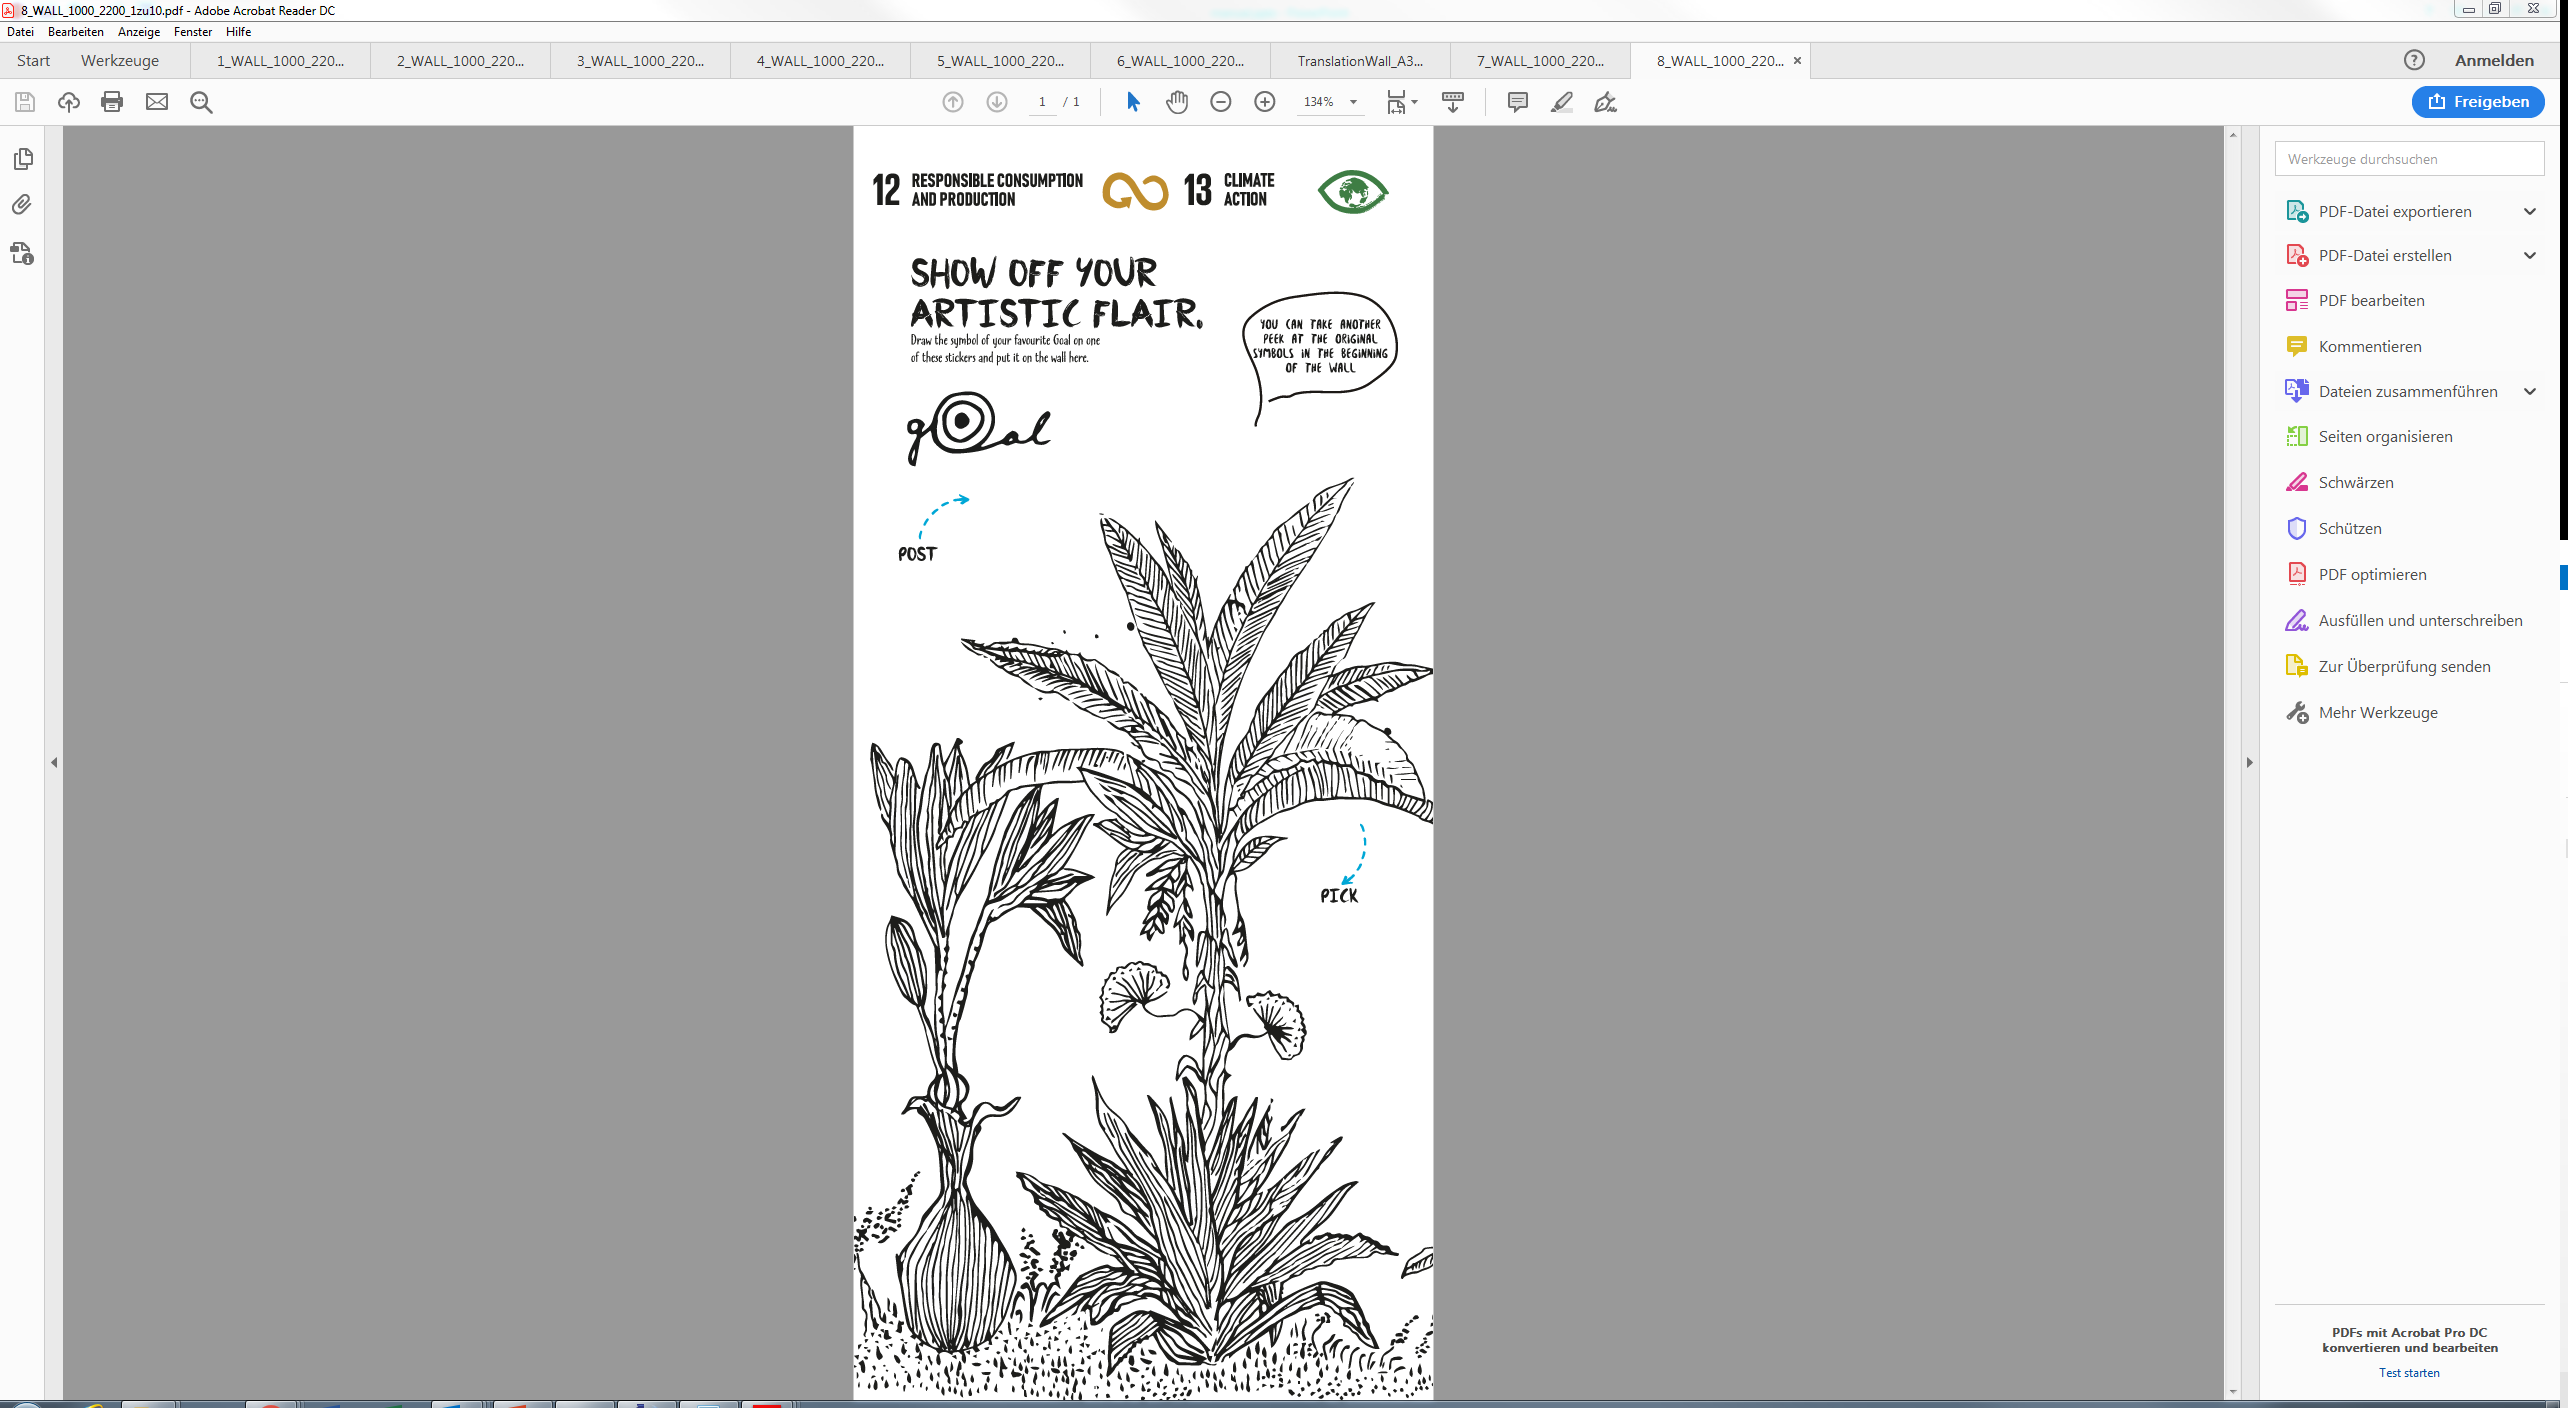 8_WALL_1000_2200_1zu10.pdf - Adobe Acrobat Reader DC
Datei Bearbeiten Anzeige Fenster Hilfe
Start Werkzeuge 1_WALL_1000_220... 2_WALL_1000_220... 3_WALL_1000_220... 4_WALL_1000_220... 5_WALL_1000_220... 6_WALL_1000_220... TranslationWall_A3... 7_WALL_1000_220... 8_WALL_1000_220... Anmelden
1 / 1 134% Freigeben
12 RESPONSIBLE CONSUMPTION
AND PRODUCTION
13 CLIMATE
ACTION
SHOW OFF YOUR
ARTISTIC FLAIR.
Draw the symbol of your favourite Goal on one
of these stickers and put it on the wall here.
YOU CAN TAKE ANOTHER
PEEK AT THE ORIGINAL
SYMBOLS IN THE BEGINNING
OF THE WALL
goal
POST
PICK
Werkzeuge durchsuchen
PDF-Datei exportieren
PDF-Datei erstellen
PDF bearbeiten
Kommentieren
Dateien zusammenführen
Seiten organisieren
Schwärzen
Schützen
PDF optimieren
Ausfüllen und unterschreiben
Zur Überprüfung senden
Mehr Werkzeuge
PDFs mit Acrobat Pro DC
konvertieren und bearbeiten
Test starten